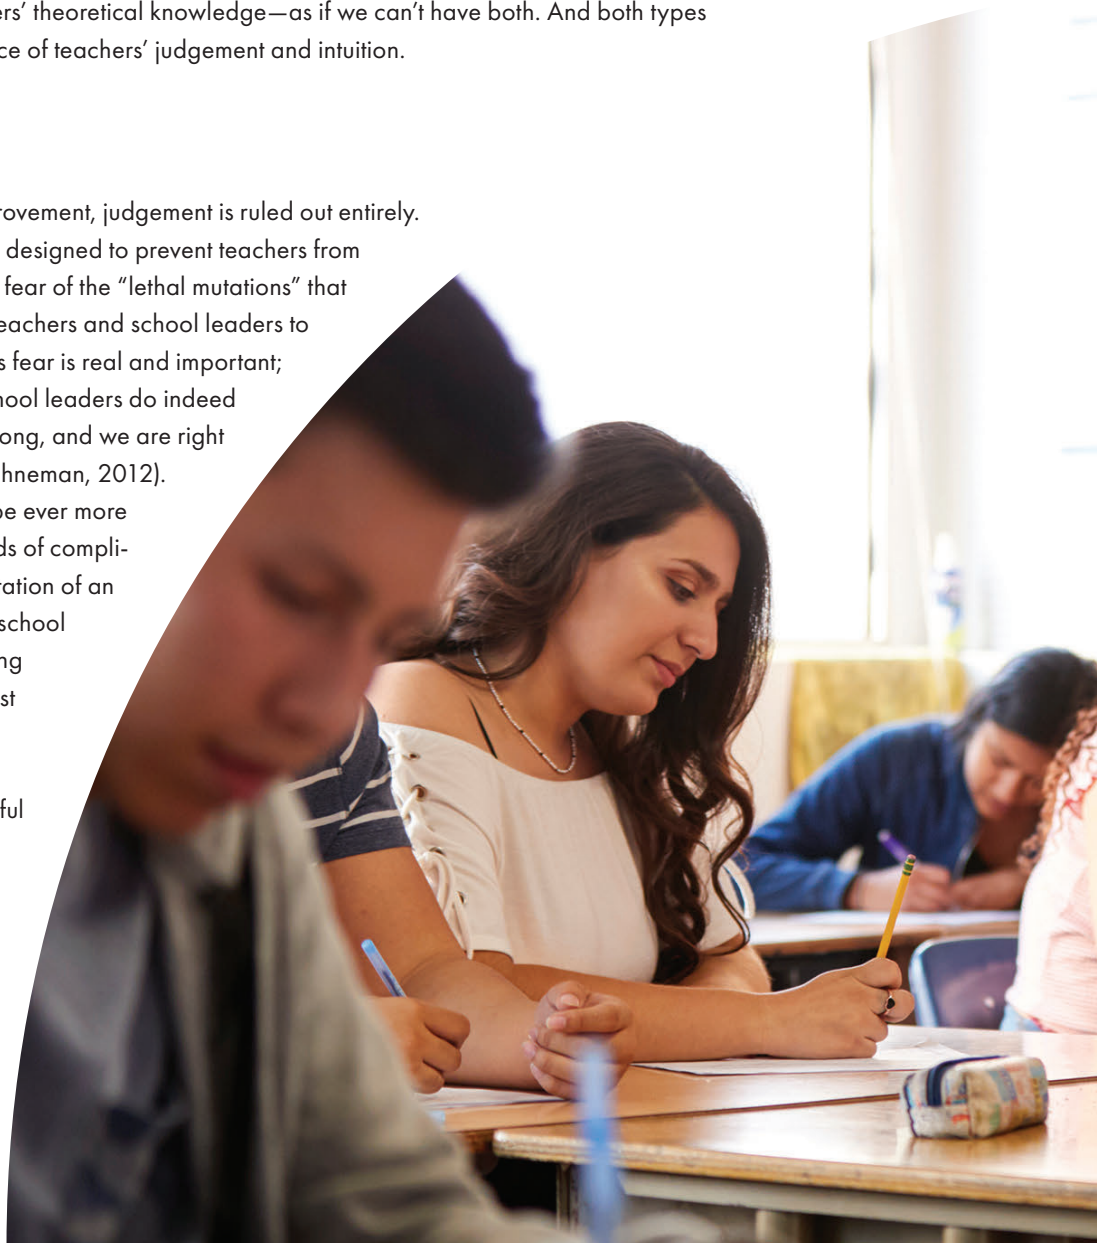 ers’ theoretical knowledge—as if we can’t have both. And both types
ce of teachers’ judgement and intuition.
rovement, judgement is ruled out entirely.
designed to prevent teachers from
fear of the “lethal mutations” that
eachers and school leaders to
s fear is real and important;
hool leaders do indeed
ong, and we are right
hneman, 2012).
be ever more
ds of compli-
ration of an
school
ng
st
ful